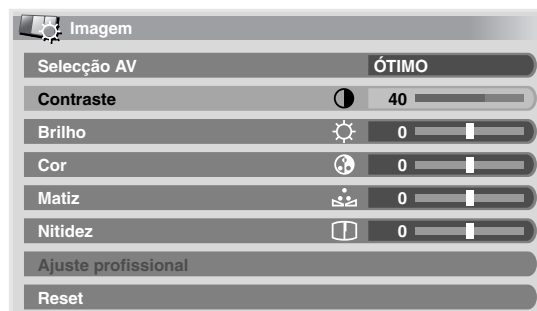 Imagem
Selecção AV ÓTIMO
Contraste 40
Brilho 0
Cor 0
Matiz 0
Nitidez 0
Ajuste profissional
Reset